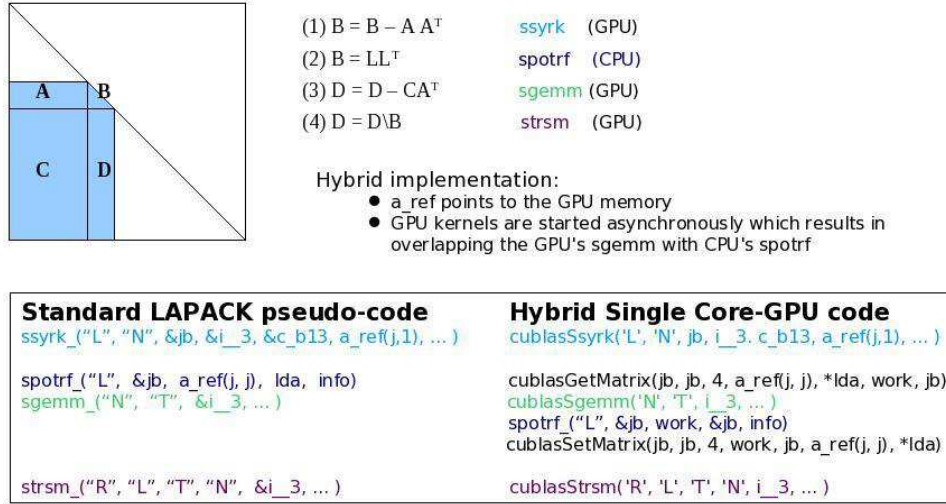 A B
C D
(1) B = B – A Aᵀ ssyrk (GPU)
(2) B = LLᵀ spotrf (CPU)
(3) D = D – CAᵀ sgemm (GPU)
(4) D = D\B strsm (GPU)
Hybrid implementation:
● a_ref points to the GPU memory
● GPU kernels are started asynchronously which results in
overlapping the GPU's sgemm with CPU's spotrf
Standard LAPACK pseudo-code
ssyrk_(“L”, “N”, &jb, &i__3, &c_b13, a_ref(j,1), ... )
spotrf_(“L”, &jb, a_ref(j, j), lda, info)
sgemm_(“N”, “T”, &i__3, ... )
strsm_(“R”, “L”, “T”, “N”, &i__3, ... )
Hybrid Single Core-GPU code
cublasSsyrk('L', 'N', jb, i__3. c_b13, a_ref(j,1), ... )
cublasGetMatrix(jb, jb, 4, a_ref(j, j), *lda, work, jb)
cublasSgemm('N', 'T', i__3, ... )
spotrf_(“L”, &jb, work, &jb, info)
cublasSetMatrix(jb, jb, 4, work, jb, a_ref(j, j), *lda)
cublasStrsm('R', 'L', 'T', 'N', i__3, ... )